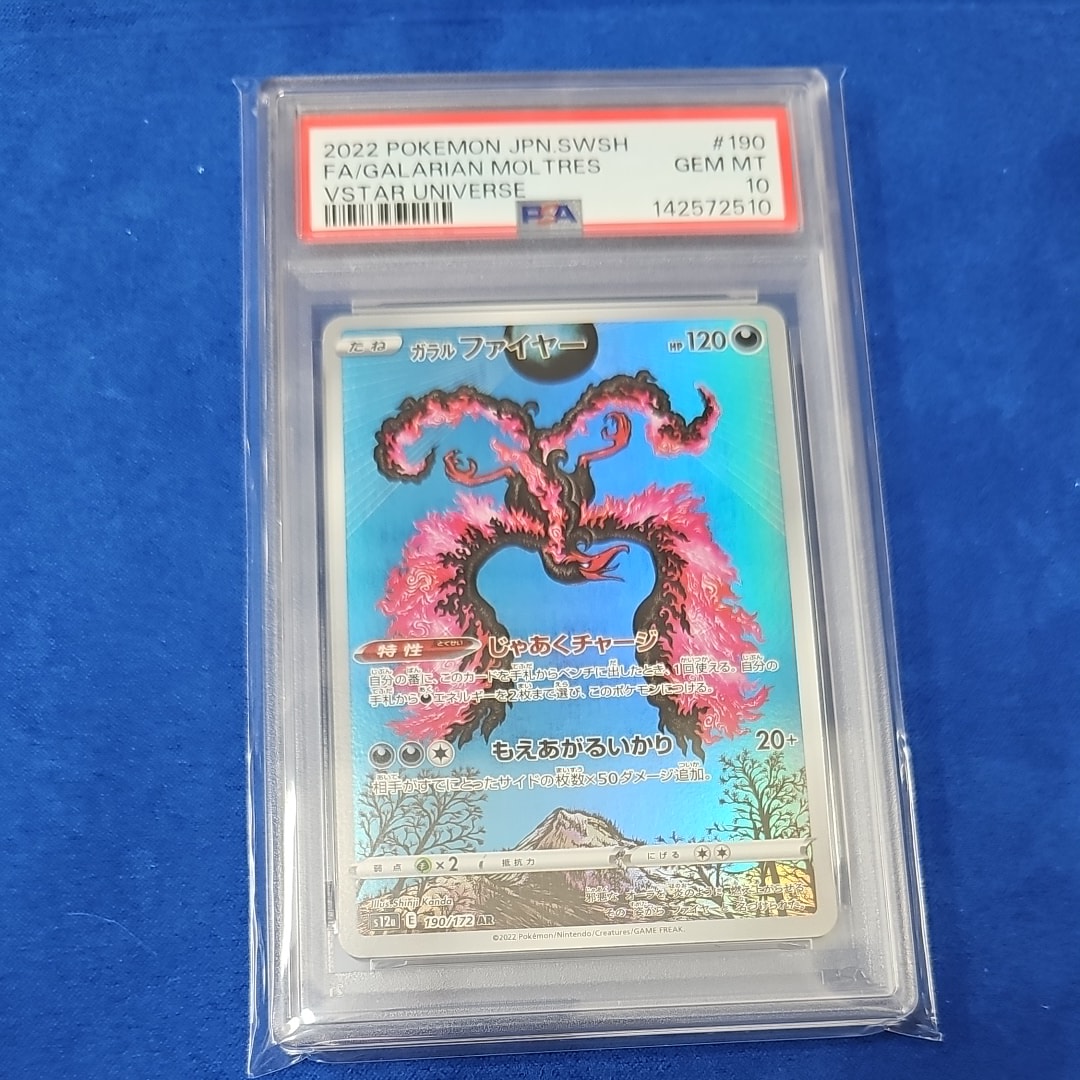 2022 POKEMON JPN.SWSH #190
FA/GALARIAN MOLTRES GEM MT
VSTAR UNIVERSE 10
PSA 142572510
たね ガラル ファイヤー HP 120
特性 とくせい じゃあくチャージ
自分の番に、このカードを手札からベンチに出したとき、1回使える。自分の
手札からエネルギーを2枚まで選び、このポケモンにつける。
もえあがるいかり 20+
相手がすでにとったサイドの枚数×50ダメージ追加。
弱点 ×2 抵抗力 にげる
Illus. Shinji Kanda
s12a E 190/172 AR
©2022 Pokémon/Nintendo/Creatures/GAME FREAK.